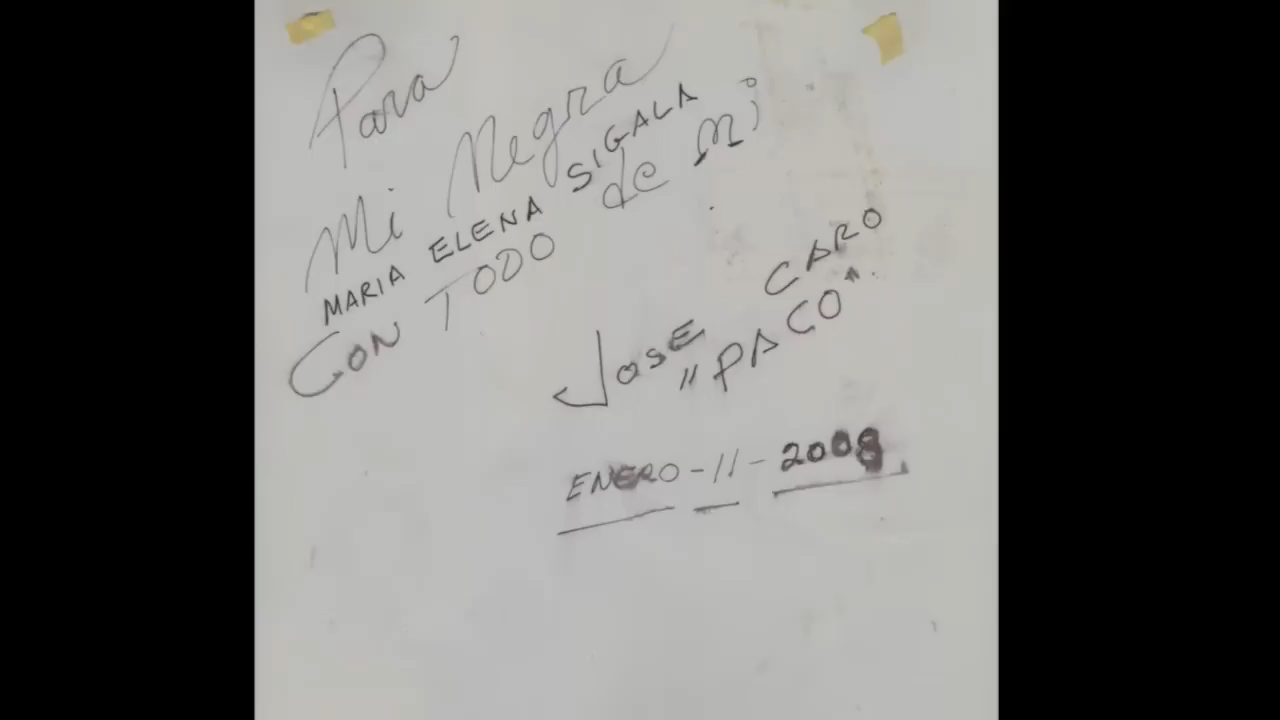 Para
Mi Negra
MARIA ELENA SIGALA
CON TODO de mi
JOSE CARO
"PACO".
ENERO-11-2008